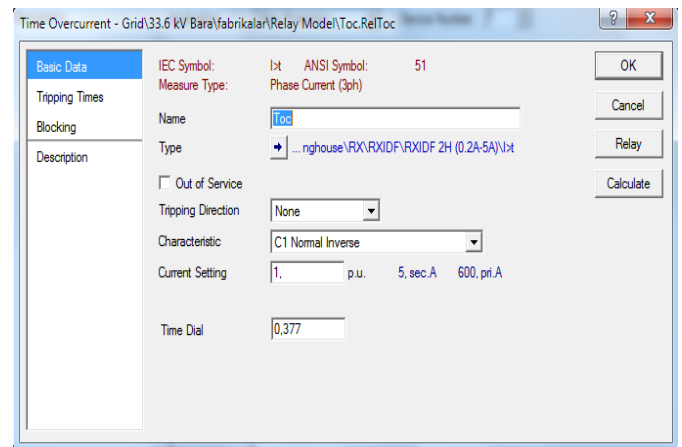 Time Overcurrent - Grid\33.6 kV Bara\fabrikalar\Relay Model\Toc.RelToc
Basic Data
Tripping Times
Blocking
Description
IEC Symbol: I>t ANSI Symbol: 51
Measure Type: Phase Current (3ph)
Name Toc
Type ... nghouse\RX\RXIDF\RXIDF 2H (0.2A-5A)\I>t
Out of Service
Tripping Direction None
Characteristic C1 Normal Inverse
Current Setting 1, p.u. 5, sec.A 600, pri.A
Time Dial 0,377
OK
Cancel
Relay
Calculate